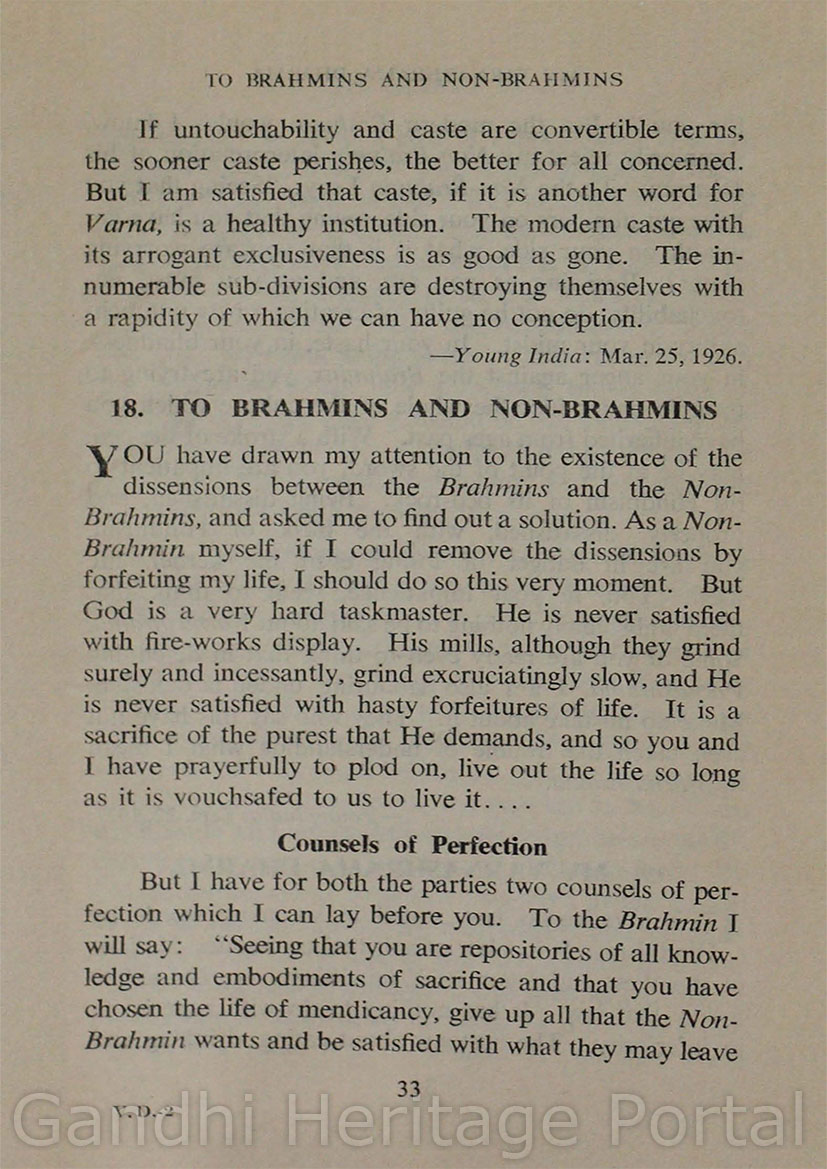 TO BRAHMINS AND NON-BRAHMINS
If untouchability and caste are convertible terms,
the sooner caste perishes, the better for all concerned.
But I am satisfied that caste, if it is another word for
Varna, is a healthy institution. The modern caste with
its arrogant exclusiveness is as good as gone. The in-
numerable sub-divisions are destroying themselves with
a rapidity of which we can have no conception.
—Young India: Mar. 25, 1926.
18. TO BRAHMINS AND NON-BRAHMINS
YOU have drawn my attention to the existence of the
dissensions between the Brahmins and the Non-
Brahmins, and asked me to find out a solution. As a Non-
Brahmin myself, if I could remove the dissensions by
forfeiting my life, I should do so this very moment. But
God is a very hard taskmaster. He is never satisfied
with fire-works display. His mills, although they grind
surely and incessantly, grind excruciatingly slow, and He
is never satisfied with hasty forfeitures of life. It is a
sacrifice of the purest that He demands, and so you and
I have prayerfully to plod on, live out the life so long
as it is vouchsafed to us to live it....
Counsels of Perfection
But I have for both the parties two counsels of per-
fection which I can lay before you. To the Brahmin I
will say: “Seeing that you are repositories of all know-
ledge and embodiments of sacrifice and that you have
chosen the life of mendicancy, give up all that the Non-
Brahmin wants and be satisfied with what they may leave
33
V.D.-2
Gandhi Heritage Portal